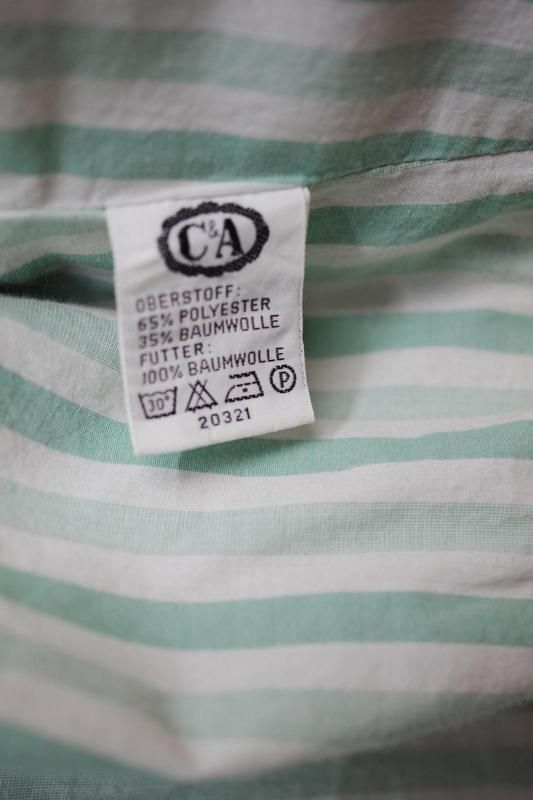 C&A
OBERSTOFF:
65% POLYESTER
35% BAUMWOLLE
FUTTER:
100% BAUMWOLLE
30° P
20321